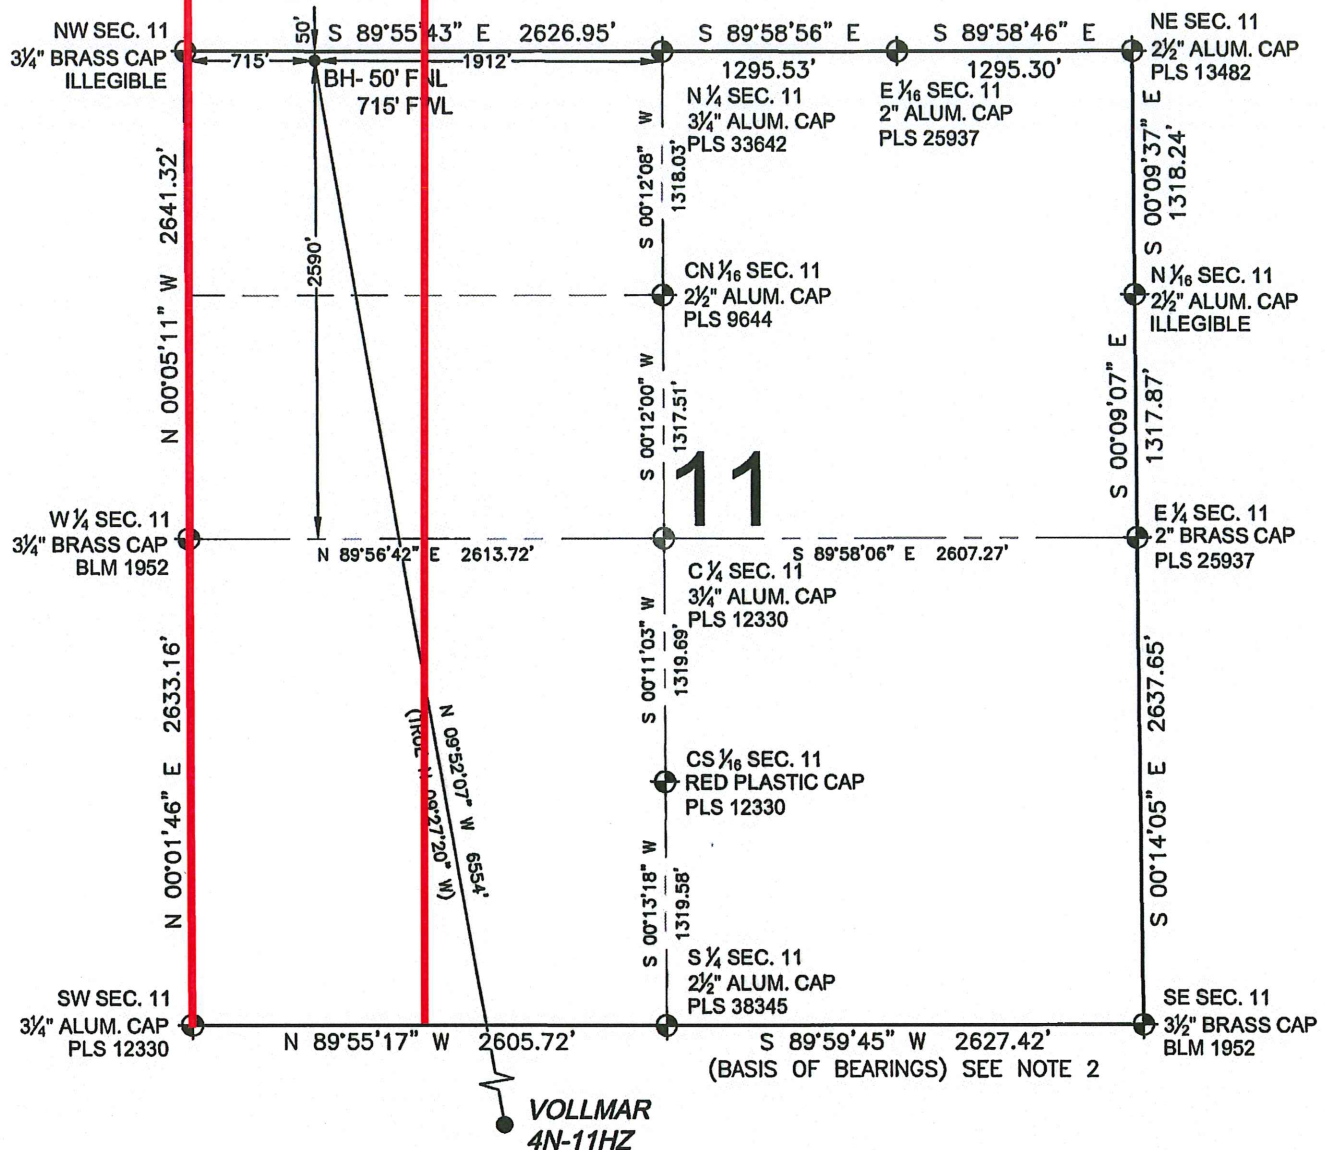 NW SEC. 11
3¼" BRASS CAP
ILLEGIBLE
50'
S 89°55'43" E 2626.95'
715'
1912'
BH- 50' FNL
715' FWL
S 89°58'56" E
1295.53'
S 89°58'46" E
1295.30'
NE SEC. 11
2½" ALUM. CAP
PLS 13482
N ¼ SEC. 11
3¼" ALUM. CAP
PLS 33642
E 1⁄16 SEC. 11
2" ALUM. CAP
PLS 25937
N 00°05'11" W 2641.32'
2590'
S 00°12'08" W
1318.03'
S 00°09'37" E
1318.24'
CN 1⁄16 SEC. 11
2½" ALUM. CAP
PLS 9644
N 1⁄16 SEC. 11
2½" ALUM. CAP
ILLEGIBLE
S 00°12'00" W
1317.51'
S 00°09'07" E
1317.87'
11
W ¼ SEC. 11
3¼" BRASS CAP
BLM 1952
N 89°56'42" E 2613.72'
S 89°58'06" E 2607.27'
E ¼ SEC. 11
2" BRASS CAP
PLS 25937
C ¼ SEC. 11
3¼" ALUM. CAP
PLS 12330
N 00°01'46" E 2633.16'
N 09°52'07" W 6554'
(TRUE N 09°27'20" W)
S 00°11'03" W
1319.69'
S 00°14'05" E 2637.65'
CS 1⁄16 SEC. 11
RED PLASTIC CAP
PLS 12330
S 00°13'18" W
1319.58'
SW SEC. 11
3¼" ALUM. CAP
PLS 12330
S ¼ SEC. 11
2½" ALUM. CAP
PLS 38345
SE SEC. 11
3½" BRASS CAP
BLM 1952
N 89°55'17" W 2605.72'
S 89°59'45" W 2627.42'
(BASIS OF BEARINGS) SEE NOTE 2
VOLLMAR
4N-11HZ